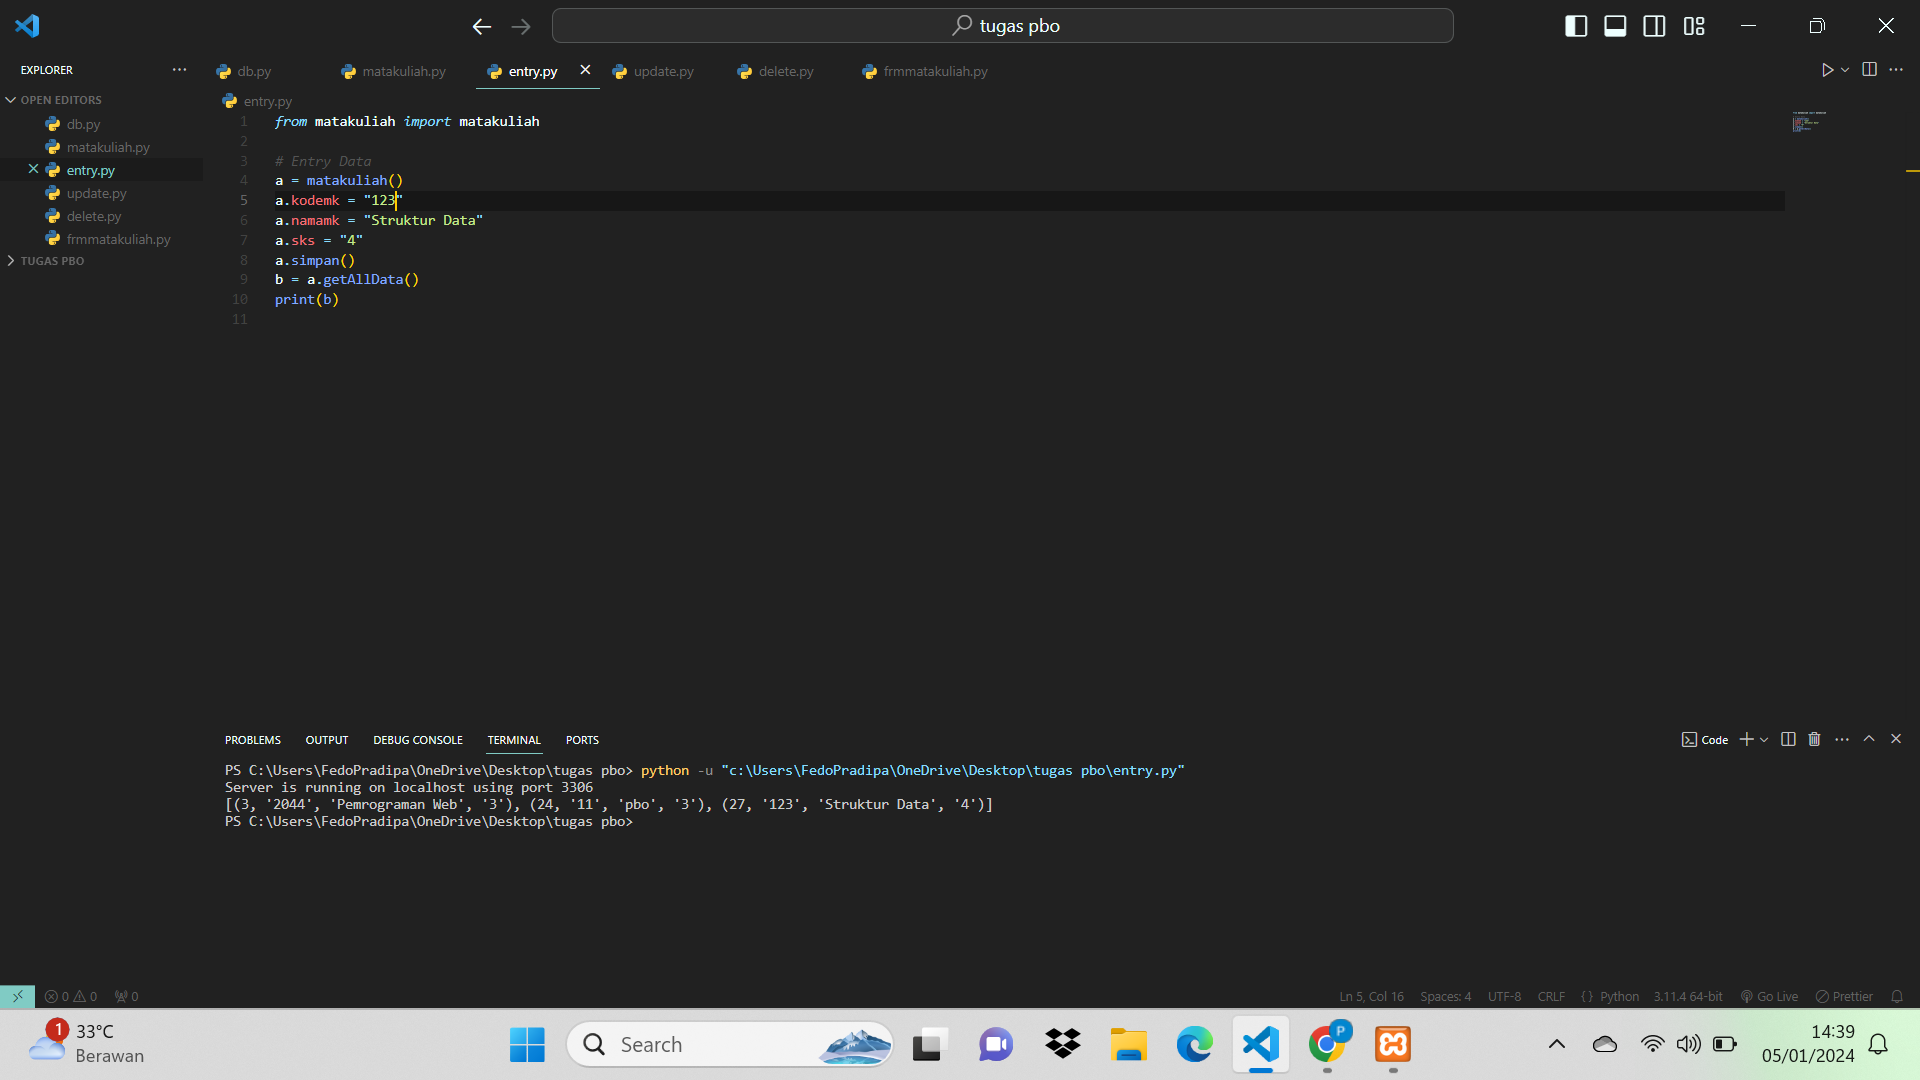 tugas pbo
EXPLORER
OPEN EDITORS
db.py
matakuliah.py
entry.py
update.py
delete.py
frmmatakuliah.py
TUGAS PBO
db.py
matakuliah.py
entry.py
update.py
delete.py
frmmatakuliah.py
entry.py
1 from matakuliah import matakuliah
2
3 # Entry Data
4 a = matakuliah()
5 a.kodemk = "123"
6 a.namamk = "Struktur Data"
7 a.sks = "4"
8 a.simpan()
9 b = a.getAllData()
10 print(b)
11
PROBLEMS OUTPUT DEBUG CONSOLE TERMINAL PORTS
Code
PS C:\Users\FedoPradipa\OneDrive\Desktop\tugas pbo> python -u "c:\Users\FedoPradipa\OneDrive\Desktop\tugas pbo\entry.py"
Server is running on localhost using port 3306
[(3, '2044', 'Pemrograman Web', '3'), (24, '11', 'pbo', '3'), (27, '123', 'Struktur Data', '4')]
PS C:\Users\FedoPradipa\OneDrive\Desktop\tugas pbo>
0 0 0
Ln 5, Col 16 Spaces: 4 UTF-8 CRLF {} Python 3.11.4 64-bit Go Live Prettier
1
33°C
Berawan
Search
P
14:39
05/01/2024